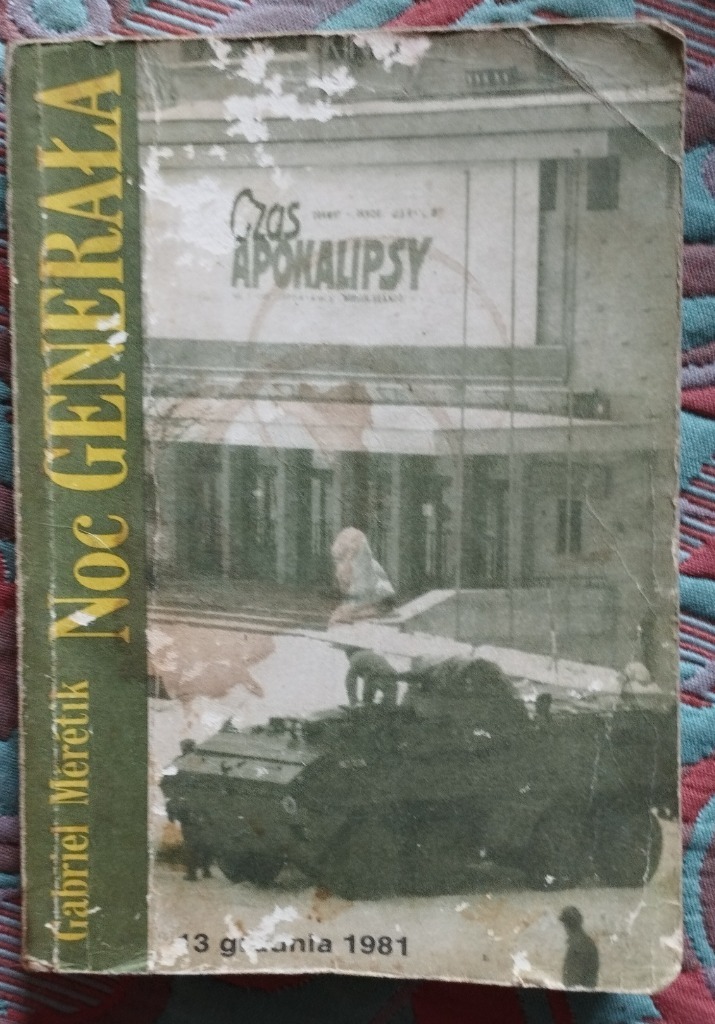 Gabriel Meretik Noc GENERAŁA
Czas
APOKALIPSY
13 grudnia 1981